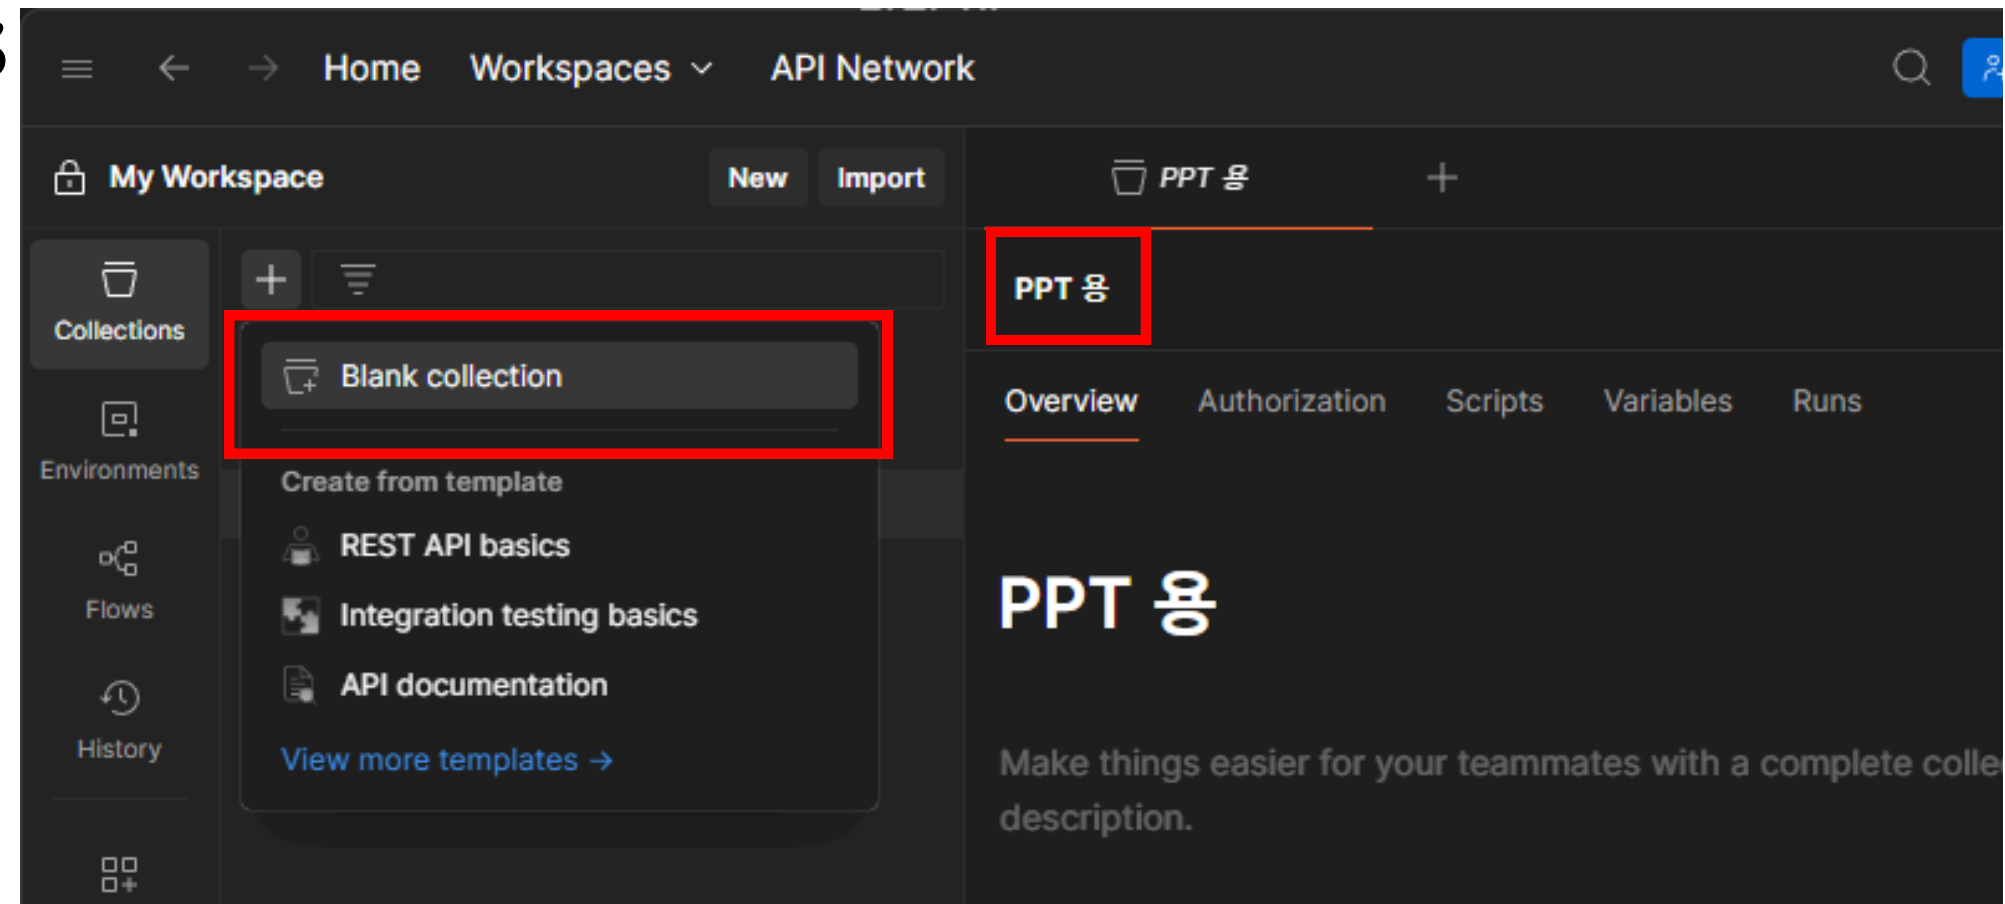 Home Workspaces API Network
My Workspace New Import PPT 용
Collections
PPT 용
Blank collection
Overview Authorization Scripts Variables Runs
Environments
Create from template
REST API basics
PPT 용
Flows
Integration testing basics
API documentation
History
View more templates →
Make things easier for your teammates with a complete
description.